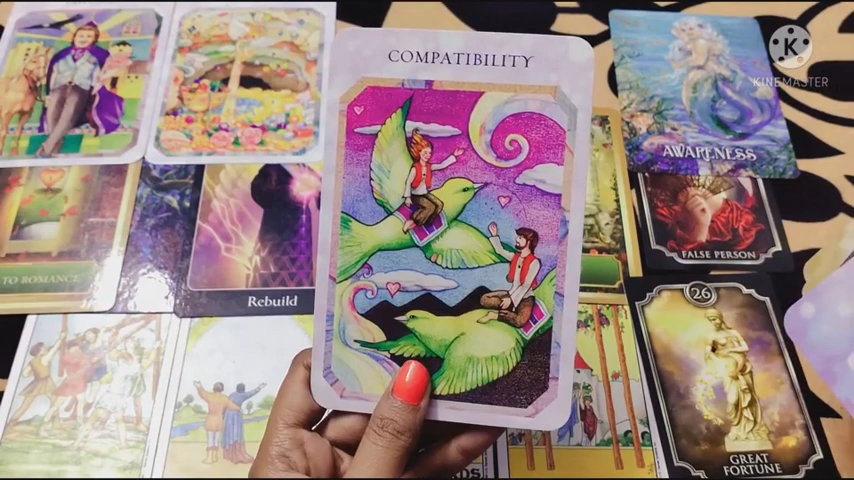 COMPATIBILITY
K
KINEMASTER
AWARENESS
TO ROMANCE
Rebuild
FALSE PERSON
26
GREAT
FORTUNE